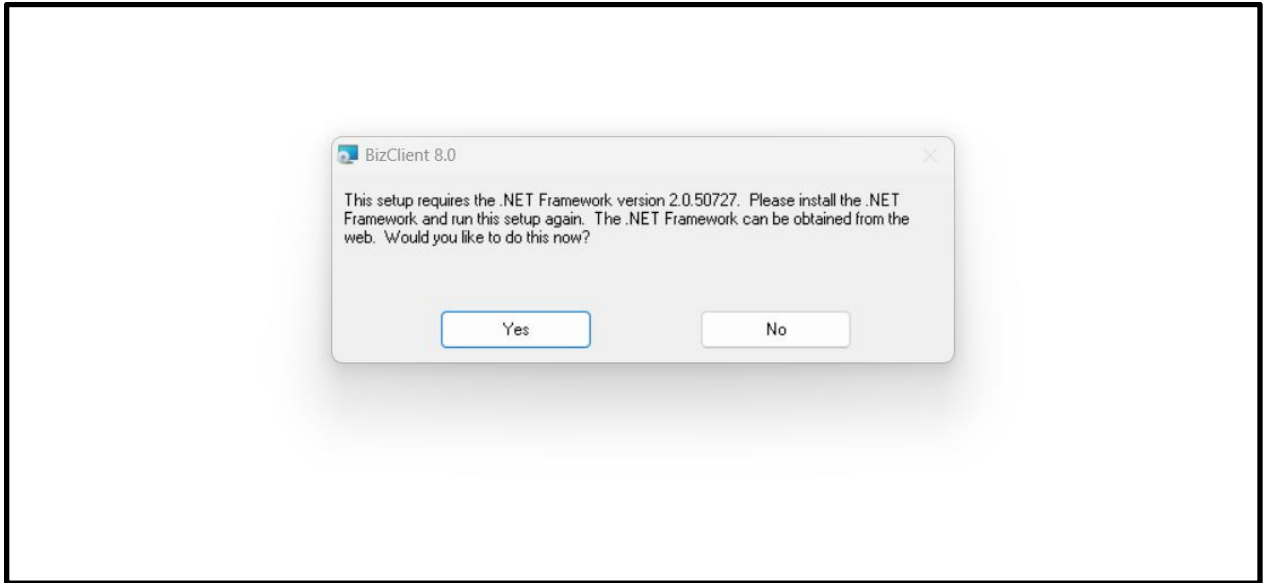 BizClient 8.0
This setup requires the .NET Framework version 2.0.50727.  Please install the .NET
Framework and run this setup again.  The .NET Framework can be obtained from the
web.  Would you like to do this now?
Yes
No